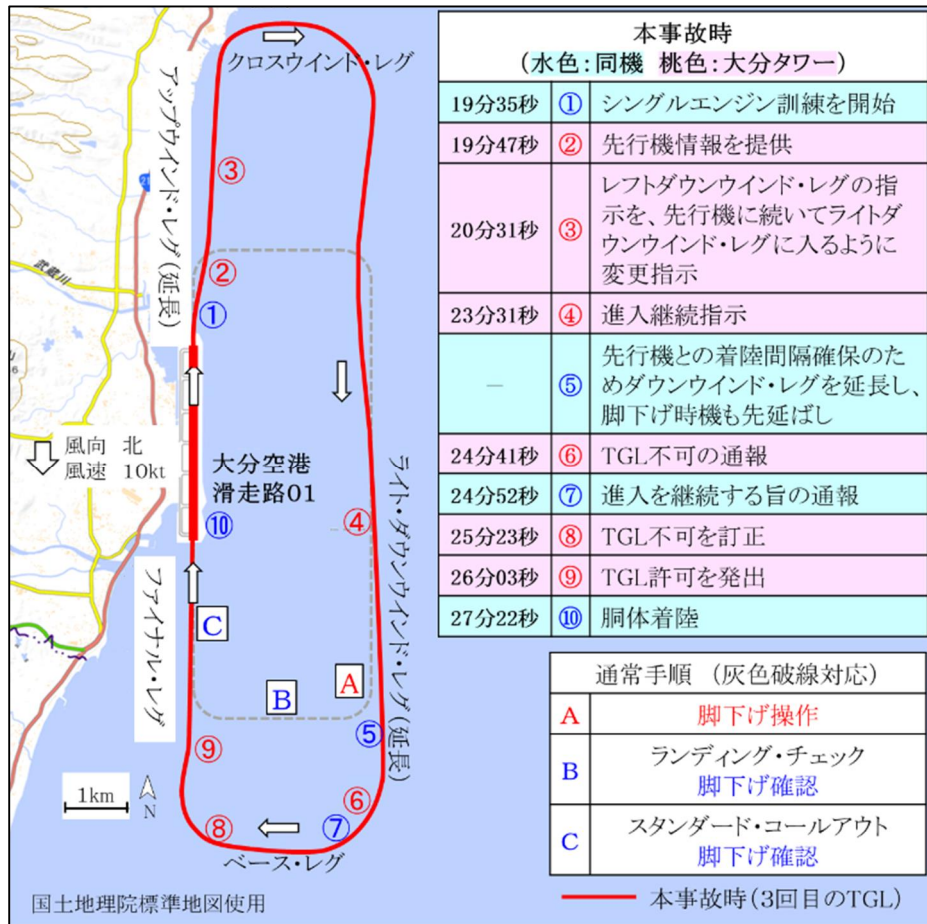 クロスウインド・レグ
アップウインド・レグ(延長)
③
②
①
武蔵川
風向 北
風速 10kt
大分空港
滑走路01
⑩
④
ライト・ダウンウインド・レグ(延長)
ファイナル・レグ
C
B
A
⑤
⑨
⑥
⑧
⑦
ベース・レグ
1km
N
国土地理院標準地図使用
本事故時
(水色:同機 桃色:大分タワー)
19分35秒 ① シングルエンジン訓練を開始
19分47秒 ② 先行機情報を提供
20分31秒 ③ レフトダウンウインド・レグの指
示を、先行機に続いてライトダ
ウンウインド・レグに入るように
変更指示
23分31秒 ④ 進入継続指示
― ⑤ 先行機との着陸間隔確保のた
めダウンウインド・レグを延長し、
脚下げ時機も先延ばし
24分41秒 ⑥ TGL不可の通報
24分52秒 ⑦ 進入を継続する旨の通報
25分23秒 ⑧ TGL不可を訂正
26分03秒 ⑨ TGL許可を発出
27分22秒 ⑩ 胴体着陸
通常手順 (灰色破線対応)
A 脚下げ操作
B ランディング・チェック
脚下げ確認
C スタンダード・コールアウト
脚下げ確認
本事故時(3回目のTGL)